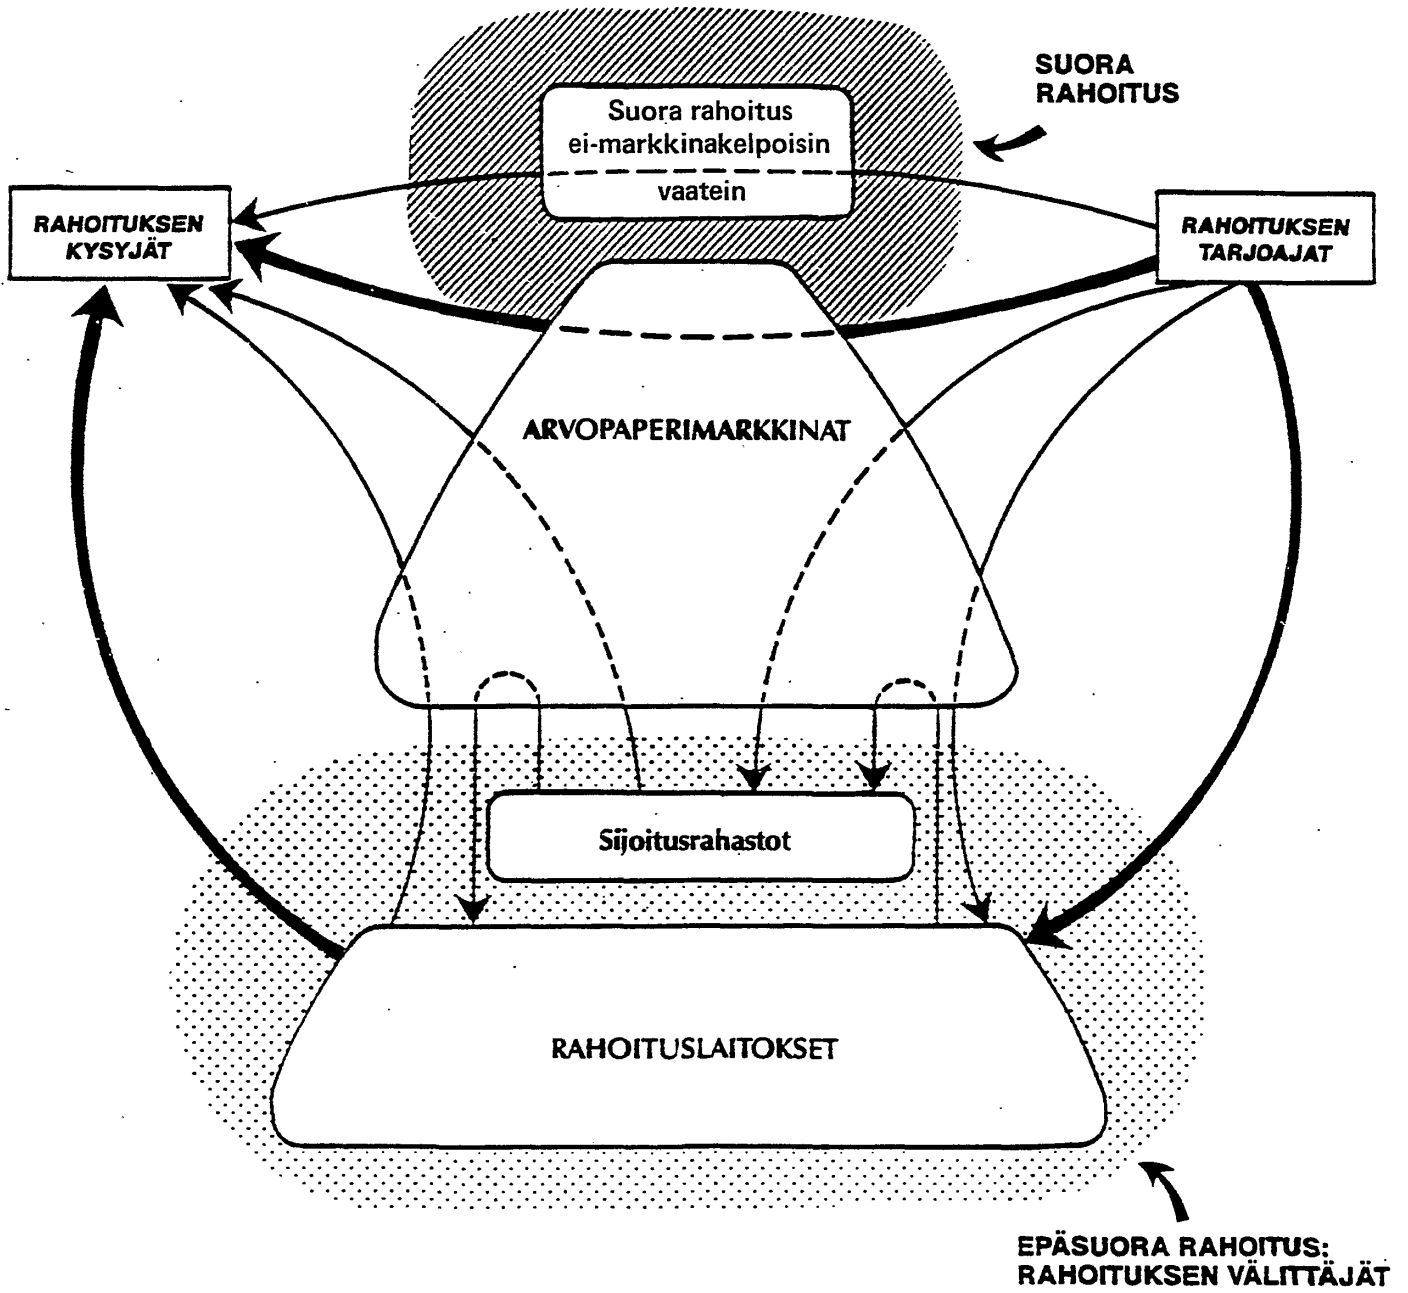 SUORA
RAHOITUS
Suora rahoitus
ei-markkinakelpoisin
vaatein
RAHOITUKSEN
KYSYJÄT
RAHOITUKSEN
TARJOAJAT
ARVOPAPERIMARKKINAT
Sijoitusrahastot
RAHOITUSLAITOKSET
EPÄSUORA RAHOITUS:
RAHOITUKSEN VÄLITTÄJÄT